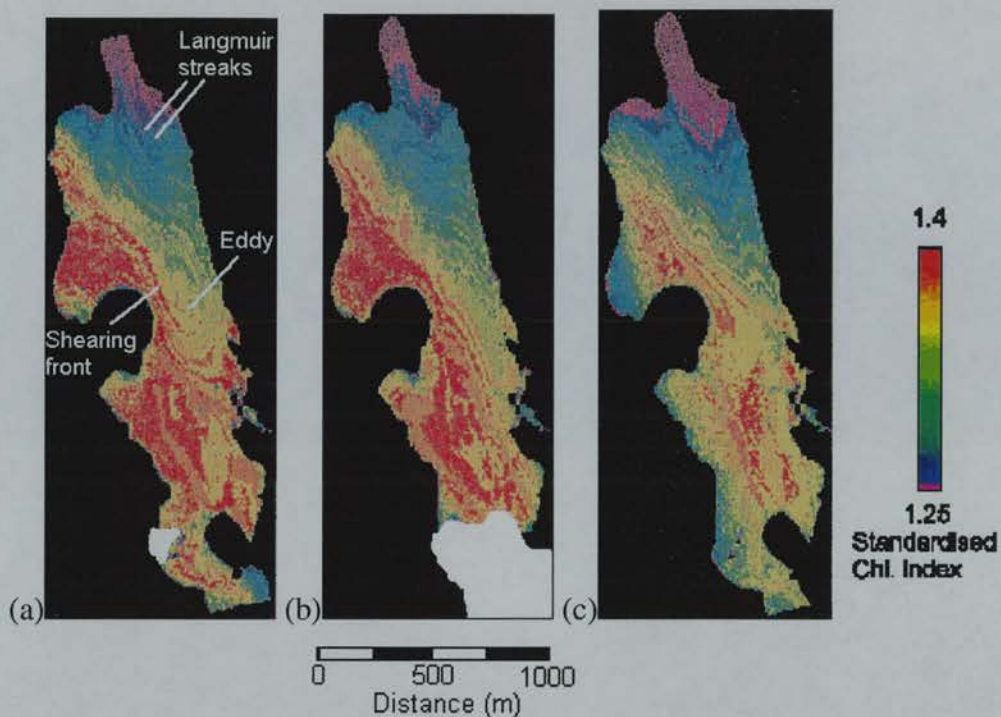 Langmuir
streaks
Eddy
Shearing
front
(a)
(b)
(c)
1.4
1.25
Standardised
Chl. Index
0 500 1000
Distance (m)